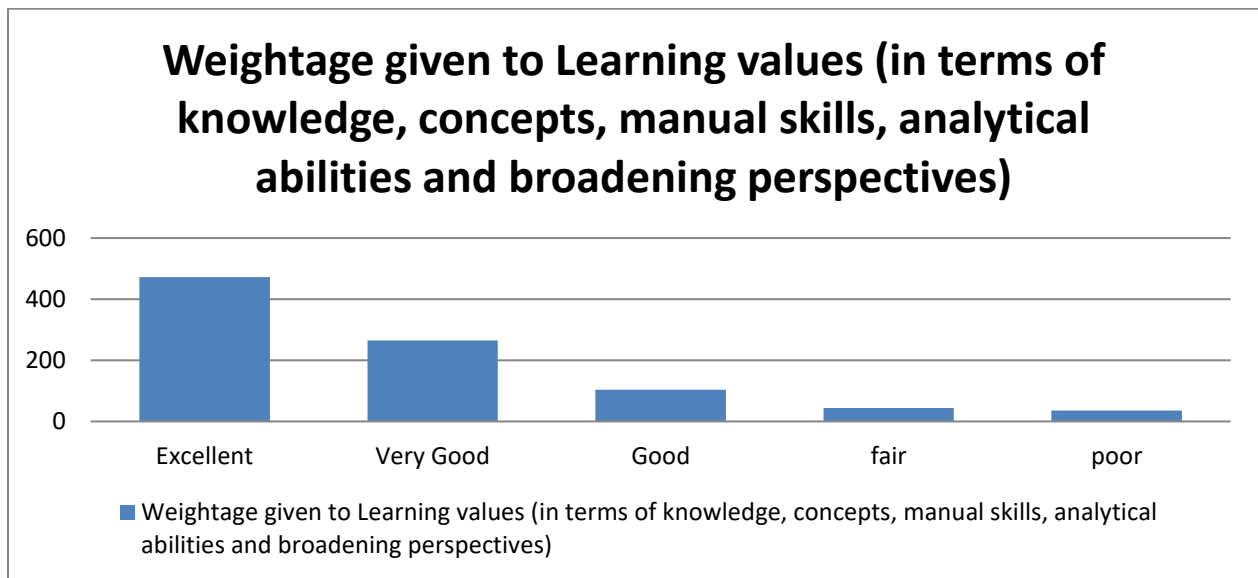 Weightage given to Learning values (in terms of
knowledge, concepts, manual skills, analytical
abilities and broadening perspectives)
600
400
200
0
Excellent
Very Good
Good
fair
poor
Weightage given to Learning values (in terms of knowledge, concepts, manual skills, analytical
abilities and broadening perspectives)